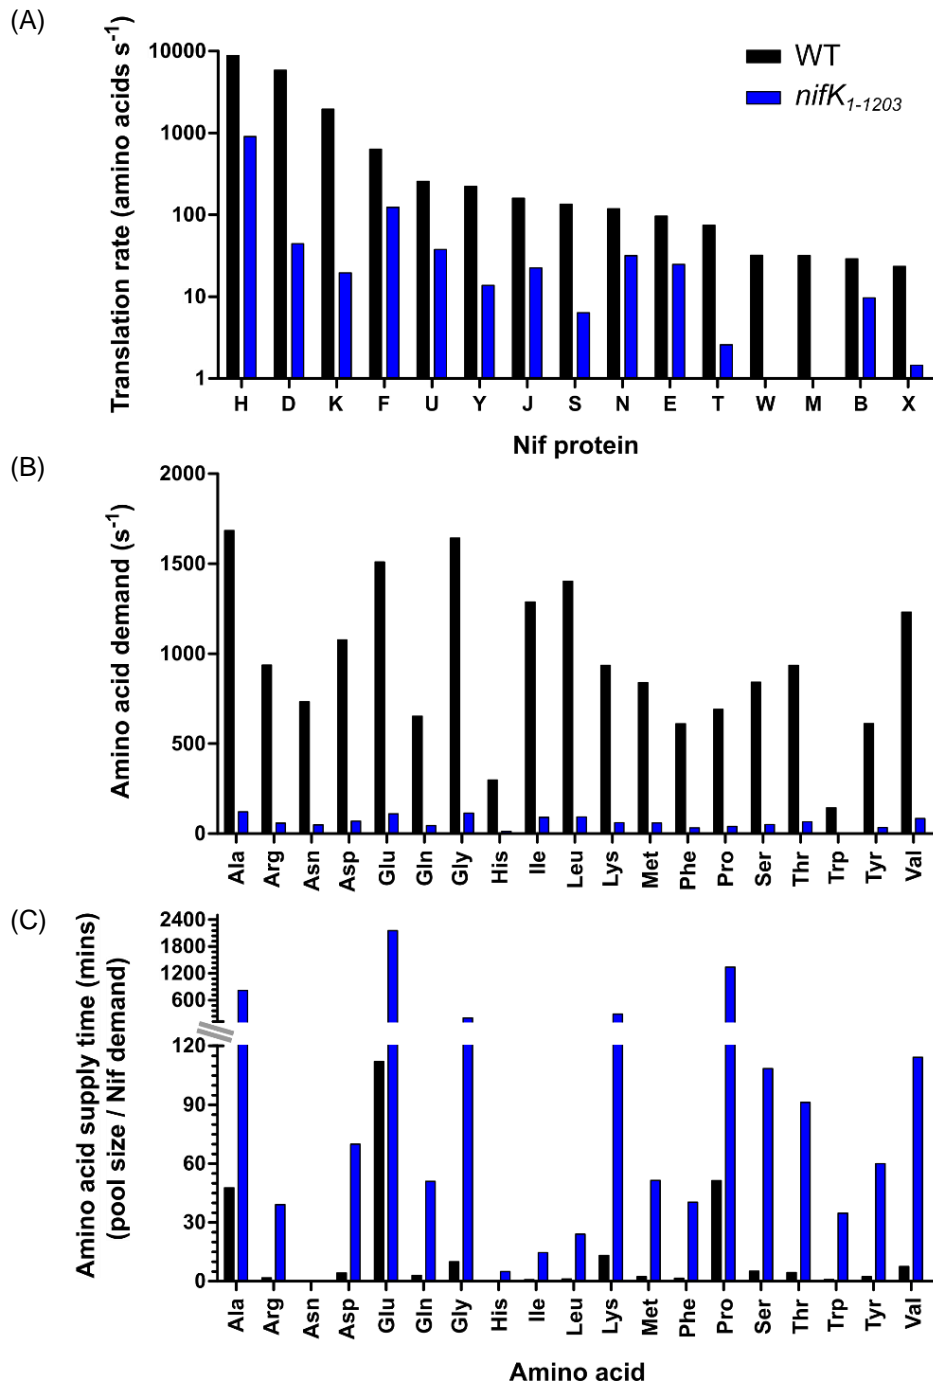 (A)
Translation rate (amino acids s-1)
10000
1000
100
10
1
WT
nifK1-1203
H D K F U Y J S N E T W M B X
Nif protein
(B)
Amino acid demand (s-1)
2000
1500
1000
500
0
Ala Arg Asn Asp Glu Gln Gly His Ile Leu Lys Met Phe Pro Ser Thr Trp Tyr Val
(C)
Amino acid supply time (mins)
(pool size / Nif demand)
2400
1800
1200
600
120
90
60
30
0
Ala Arg Asn Asp Glu Gln Gly His Ile Leu Lys Met Phe Pro Ser Thr Trp Tyr Val
Amino acid